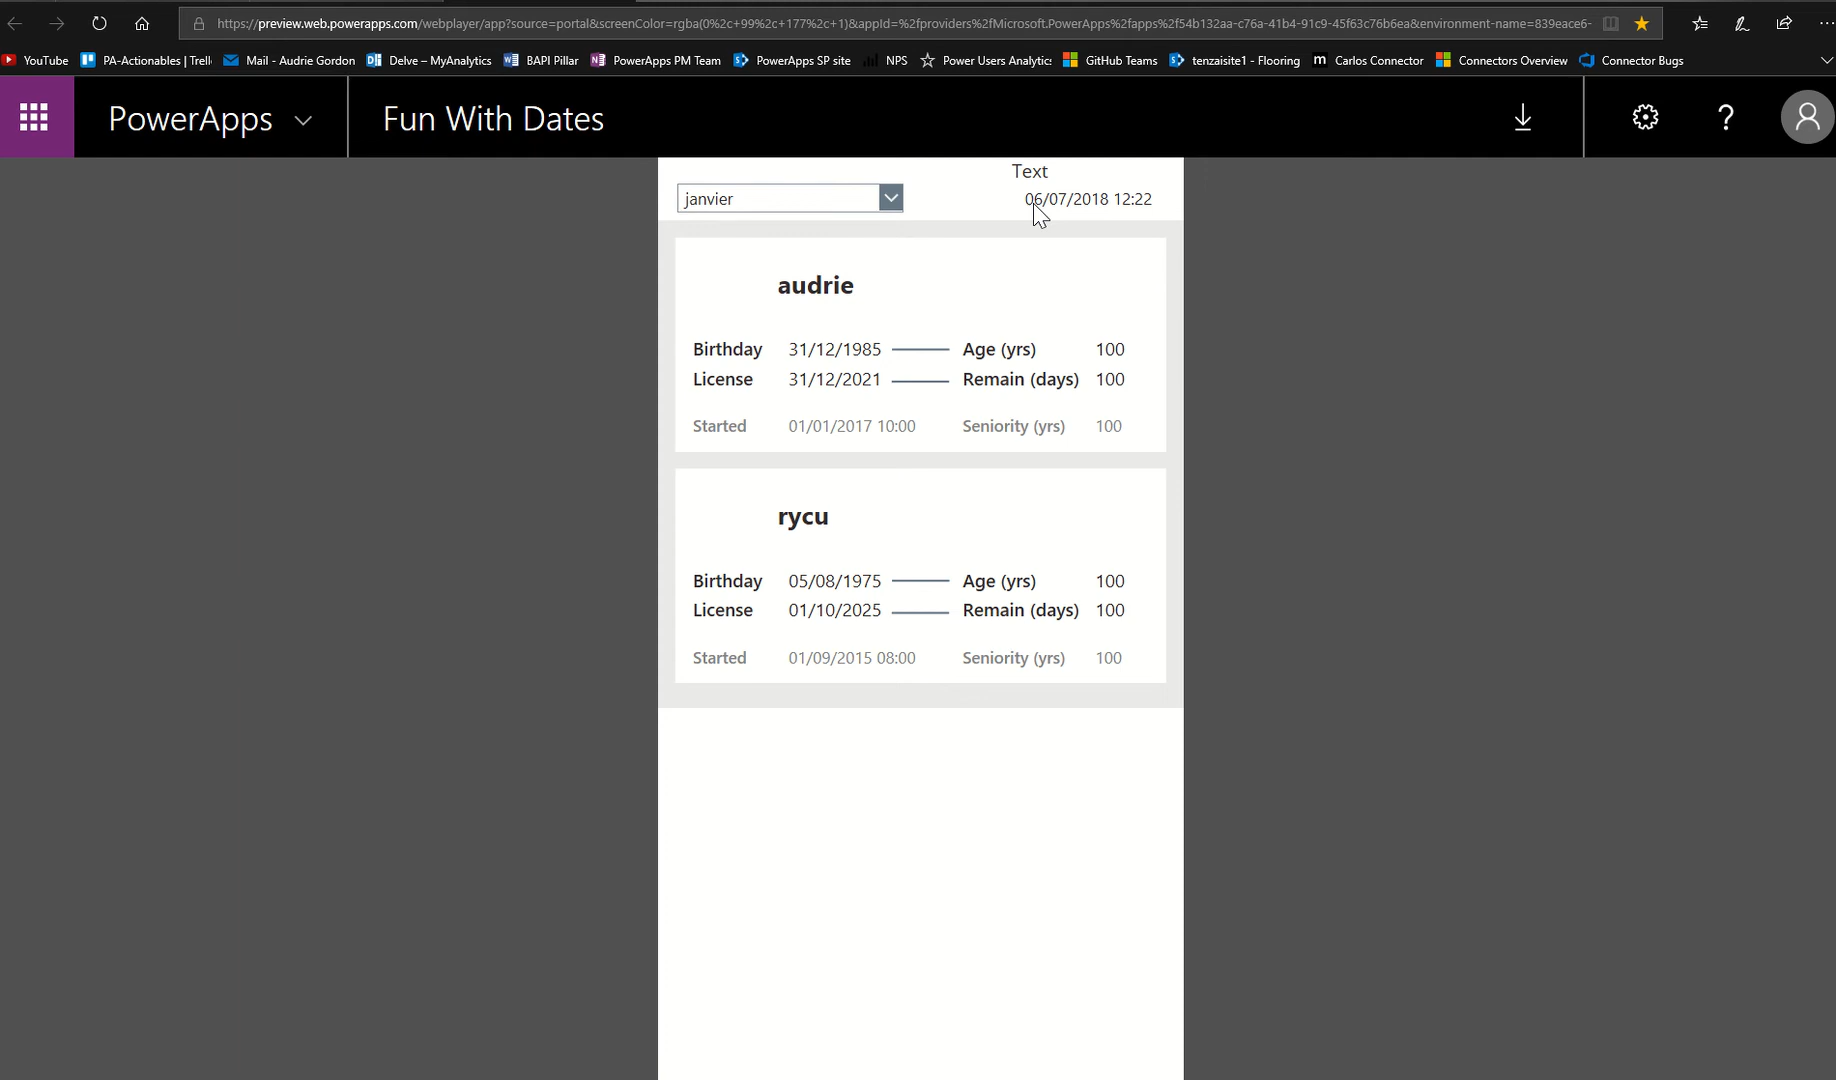 https://preview.web.powerapps.com/webplayer/app?source=portal&screenColor=rgba(0%2c+99%2c+177%2c+1)&appId=%2fproviders%2fMicrosoft.PowerApps%2fapps%2f54b132aa-c76a-41b4-91c9-45f63c76b6ea&environment-name=839eace6-
YouTube PA-Actionables | Trell Mail - Audrie Gordon Delve – MyAnalytics BAPI Pillar PowerApps PM Team PowerApps SP site NPS Power Users Analytics GitHub Teams tenzaisite1 - Flooring Carlos Connector Connectors Overview Connector Bugs
PowerApps Fun With Dates ?
Text
janvier 06/07/2018 12:22
audrie
Birthday 31/12/1985 Age (yrs) 100
License 31/12/2021 Remain (days) 100
Started 01/01/2017 10:00 Seniority (yrs) 100
rycu
Birthday 05/08/1975 Age (yrs) 100
License 01/10/2025 Remain (days) 100
Started 01/09/2015 08:00 Seniority (yrs) 100